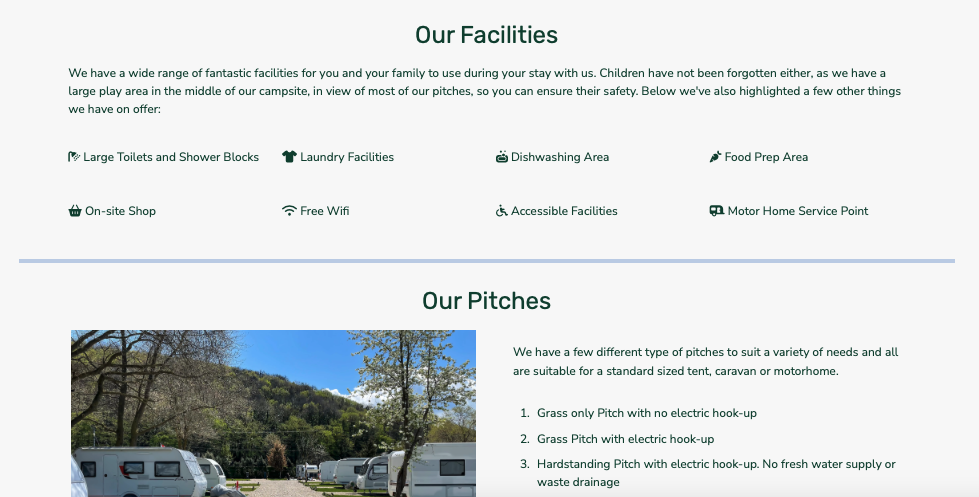 Our Facilities
We have a wide range of fantastic facilities for you and your family to use during your stay with us. Children have not been forgotten either, as we have a
large play area in the middle of our campsite, in view of most of our pitches, so you can ensure their safety. Below we've also highlighted a few other things
we have on offer:
Large Toilets and Shower Blocks
Laundry Facilities
Dishwashing Area
Food Prep Area
On-site Shop
Free Wifi
Accessible Facilities
Motor Home Service Point
Our Pitches
We have a few different type of pitches to suit a variety of needs and all
are suitable for a standard sized tent, caravan or motorhome.
1. Grass only Pitch with no electric hook-up
2. Grass Pitch with electric hook-up
3. Hardstanding Pitch with electric hook-up. No fresh water supply or
waste drainage